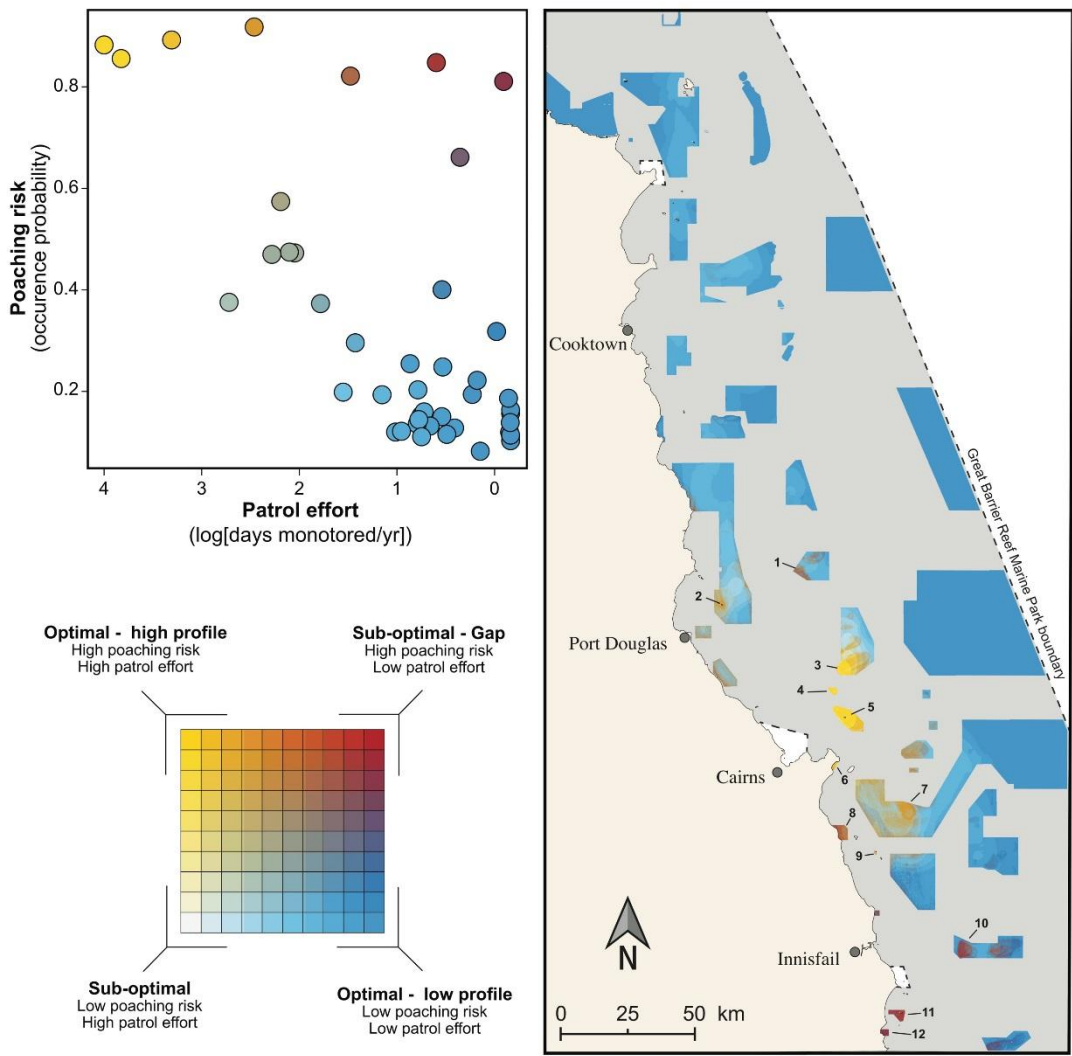 0.8
0.6
0.4
0.2
Poaching risk
(occurence probability)
4 3 2 1 0
Patrol effort
(log[days monotored/yr])
Optimal - high profile
High poaching risk
High patrol effort
Sub-optimal - Gap
High poaching risk
Low patrol effort
Sub-optimal
Low poaching risk
High patrol effort
Optimal - low profile
Low poaching risk
Low patrol effort
Cooktown
Great Barrier Reef Marine Park boundary
1
2
Port Douglas
3
4
5
Cairns
6
7
8
9
10
Innisfail
N
11
12
0 25 50 km